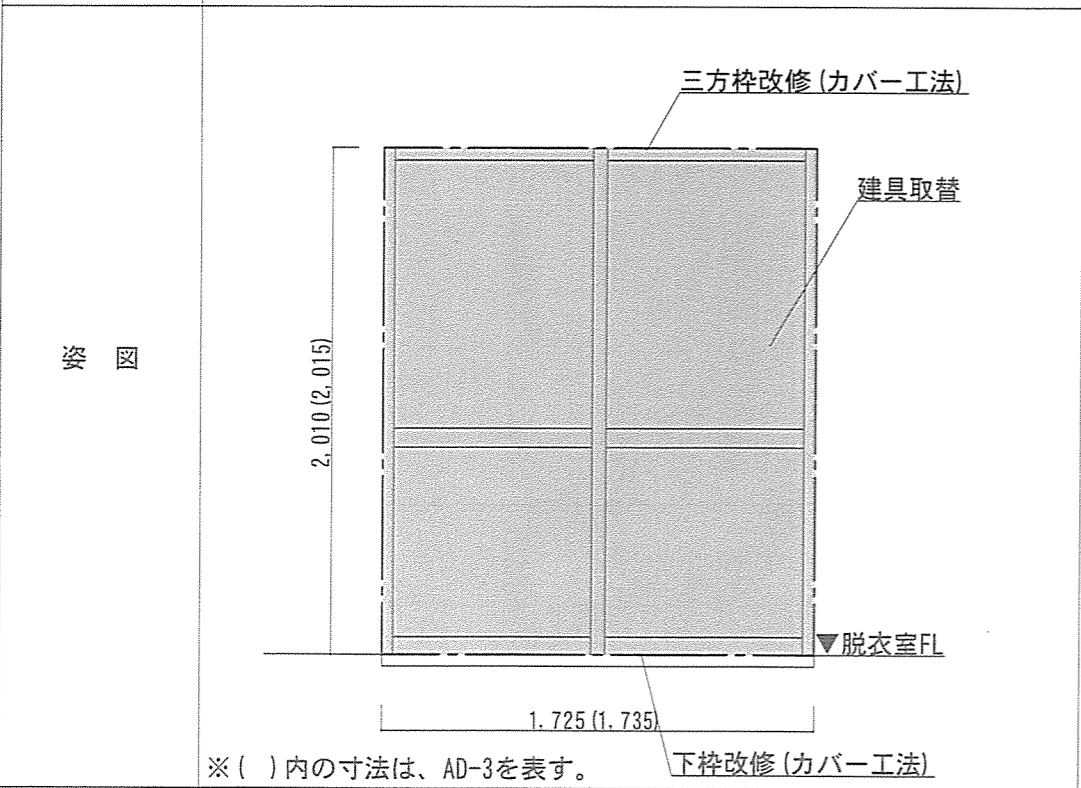 三方枠改修(カバー工法)
建具取替
姿 図
2,010(2,015)
▼脱衣室FL
1,725(1,735)
下枠改修(カバー工法)
※( )内の寸法は、AD-3を表す。